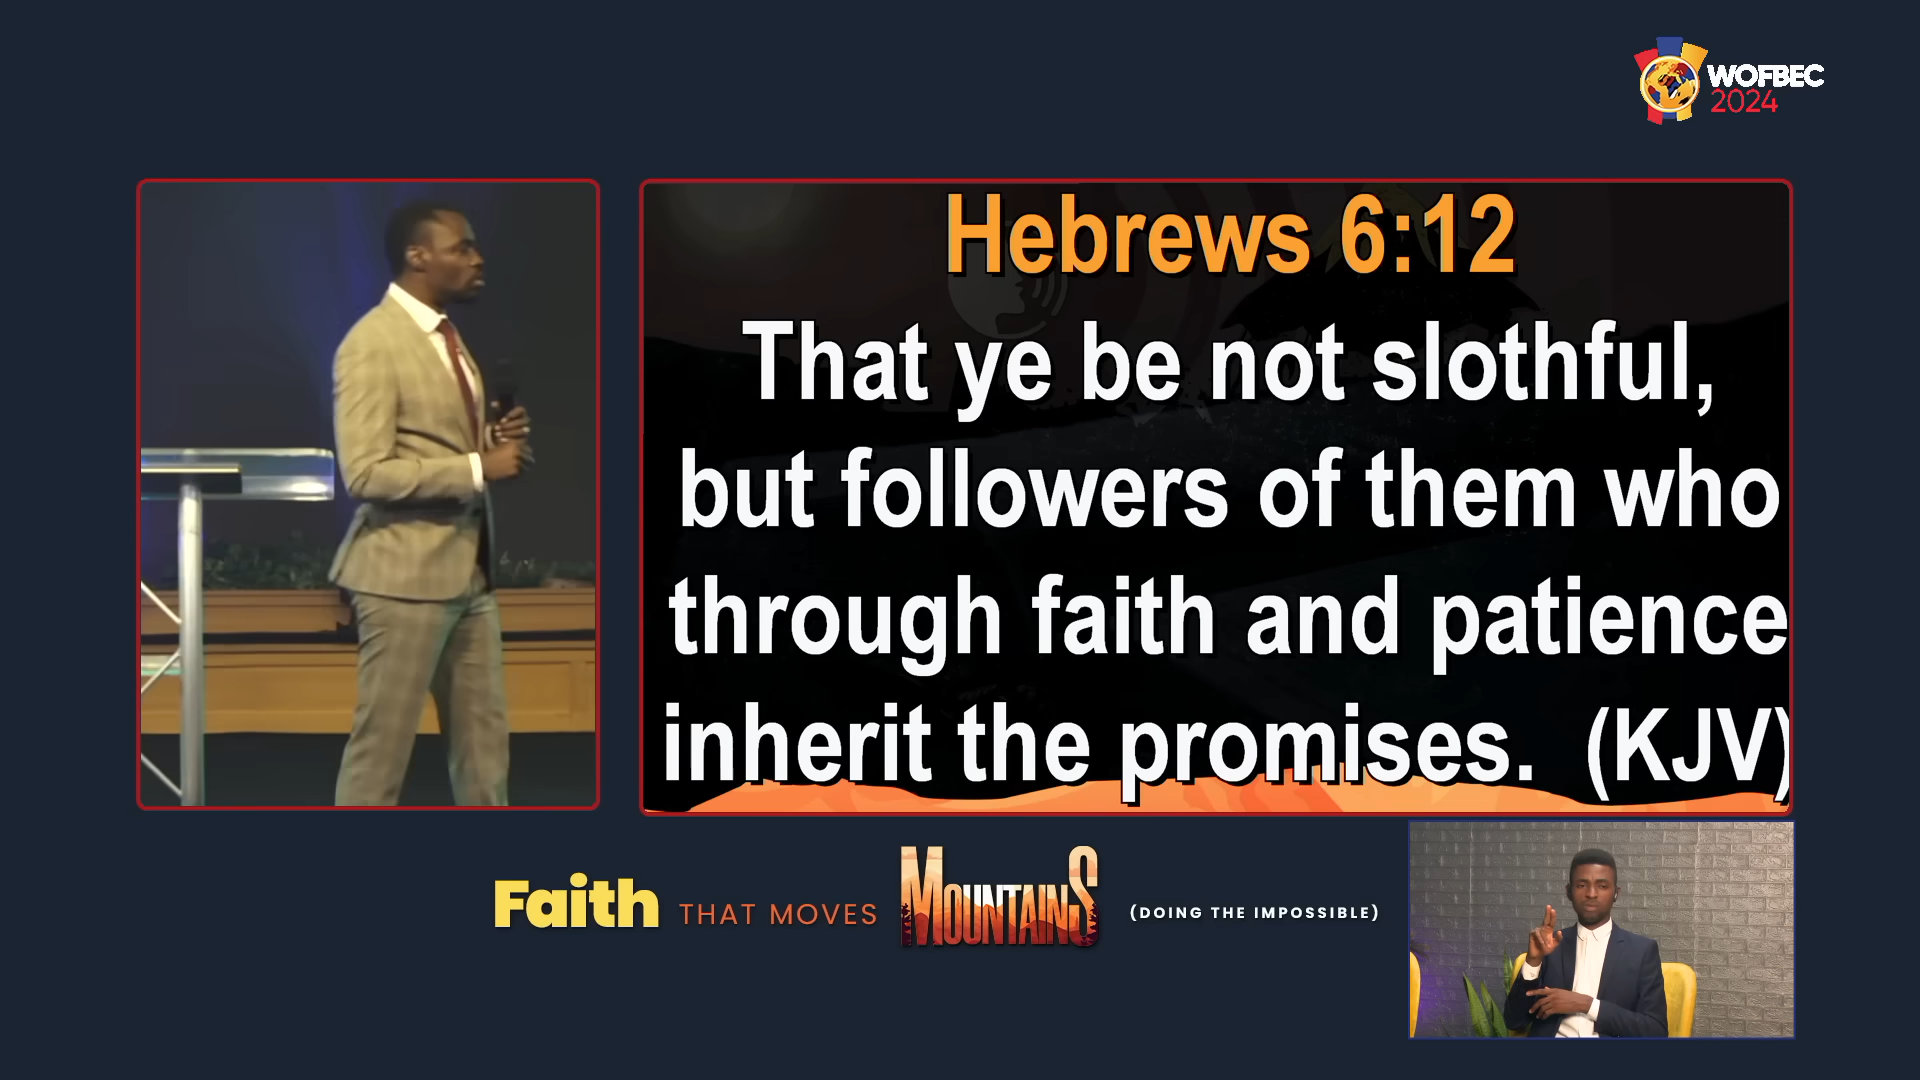 WOFBEC
2024
Hebrews 6:12
That ye be not slothful,
but followers of them who
through faith and patience
inherit the promises. (KJV)
Faith THAT MOVES MOUNTAINS (DOING THE IMPOSSIBLE)